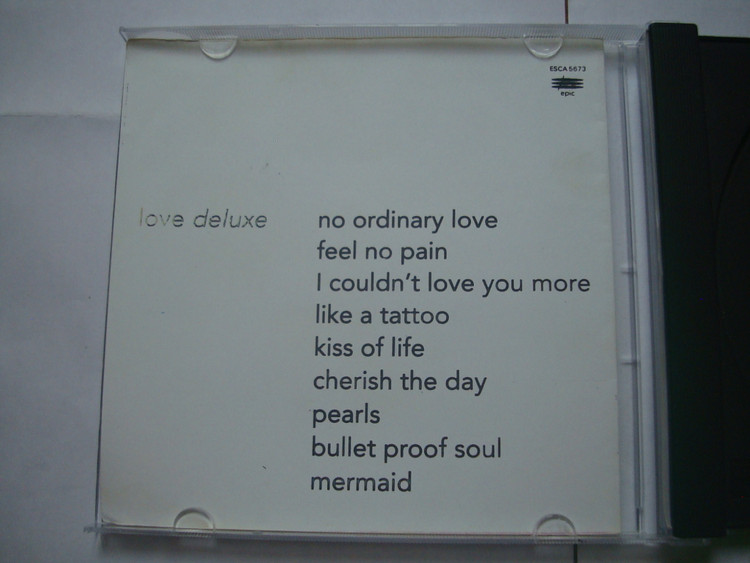 ESCA 5673
epic
love deluxe
no ordinary love
feel no pain
I couldn't love you more
like a tattoo
kiss of life
cherish the day
pearls
bullet proof soul
mermaid